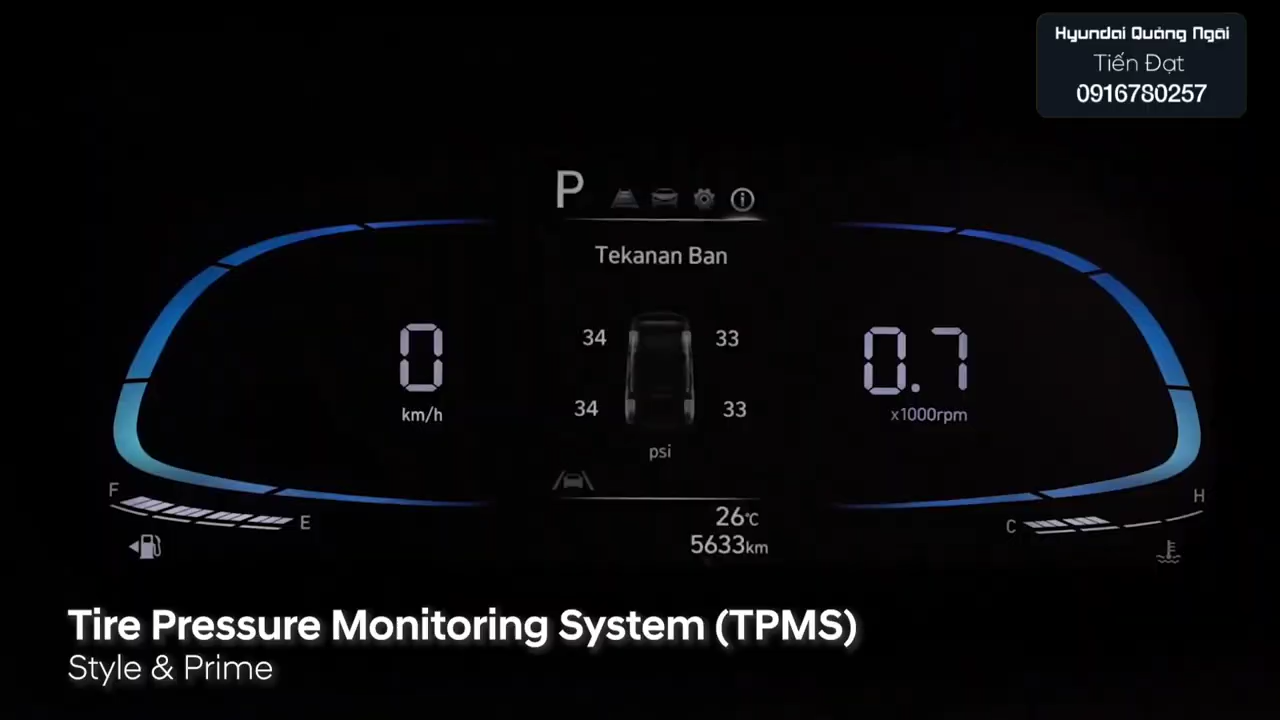 Hyundai Quảng Ngãi
Tiến Đạt
0916780257
P
Tekanan Ban
34 33
34 33
psi
0
km/h
0.7
x1000rpm
F
E
C
H
26°C
5633km
Tire Pressure Monitoring System (TPMS)
Style & Prime